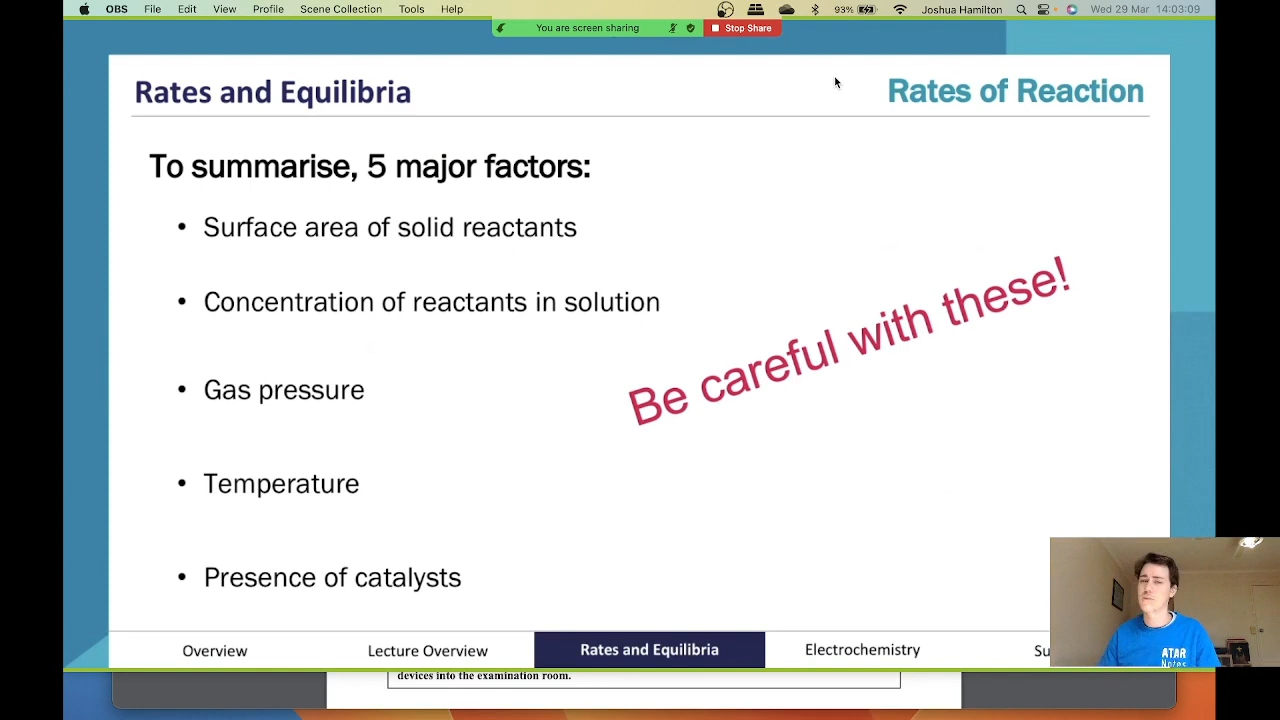 OBS File Edit View Profile Scene Collection Tools Help 93% Joshua Hamilton Wed 29 Mar 14:03:09
You are screen sharing Stop Share
Rates and Equilibria Rates of Reaction
To summarise, 5 major factors:
• Surface area of solid reactants
• Concentration of reactants in solution
Be careful with these!
• Gas pressure
• Temperature
• Presence of catalysts
ATAR
Notes
Overview Lecture Overview Rates and Equilibria Electrochemistry Su
devices into the examination room.